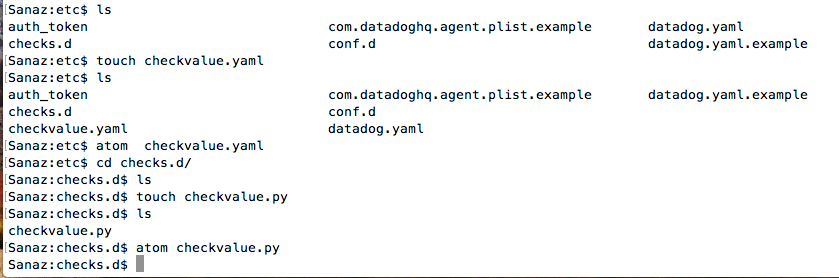 [Sanaz:etc$ ls
auth_token com.datadoghq.agent.plist.example datadog.yaml
checks.d conf.d datadog.yaml.example
[Sanaz:etc$ touch checkvalue.yaml
[Sanaz:etc$ ls
auth_token com.datadoghq.agent.plist.example datadog.yaml.example
checks.d conf.d
checkvalue.yaml datadog.yaml
[Sanaz:etc$ atom  checkvalue.yaml
[Sanaz:etc$ cd checks.d/
[Sanaz:checks.d$ ls
[Sanaz:checks.d$ touch checkvalue.py
[Sanaz:checks.d$ ls
checkvalue.py
[Sanaz:checks.d$ atom checkvalue.py
Sanaz:checks.d$